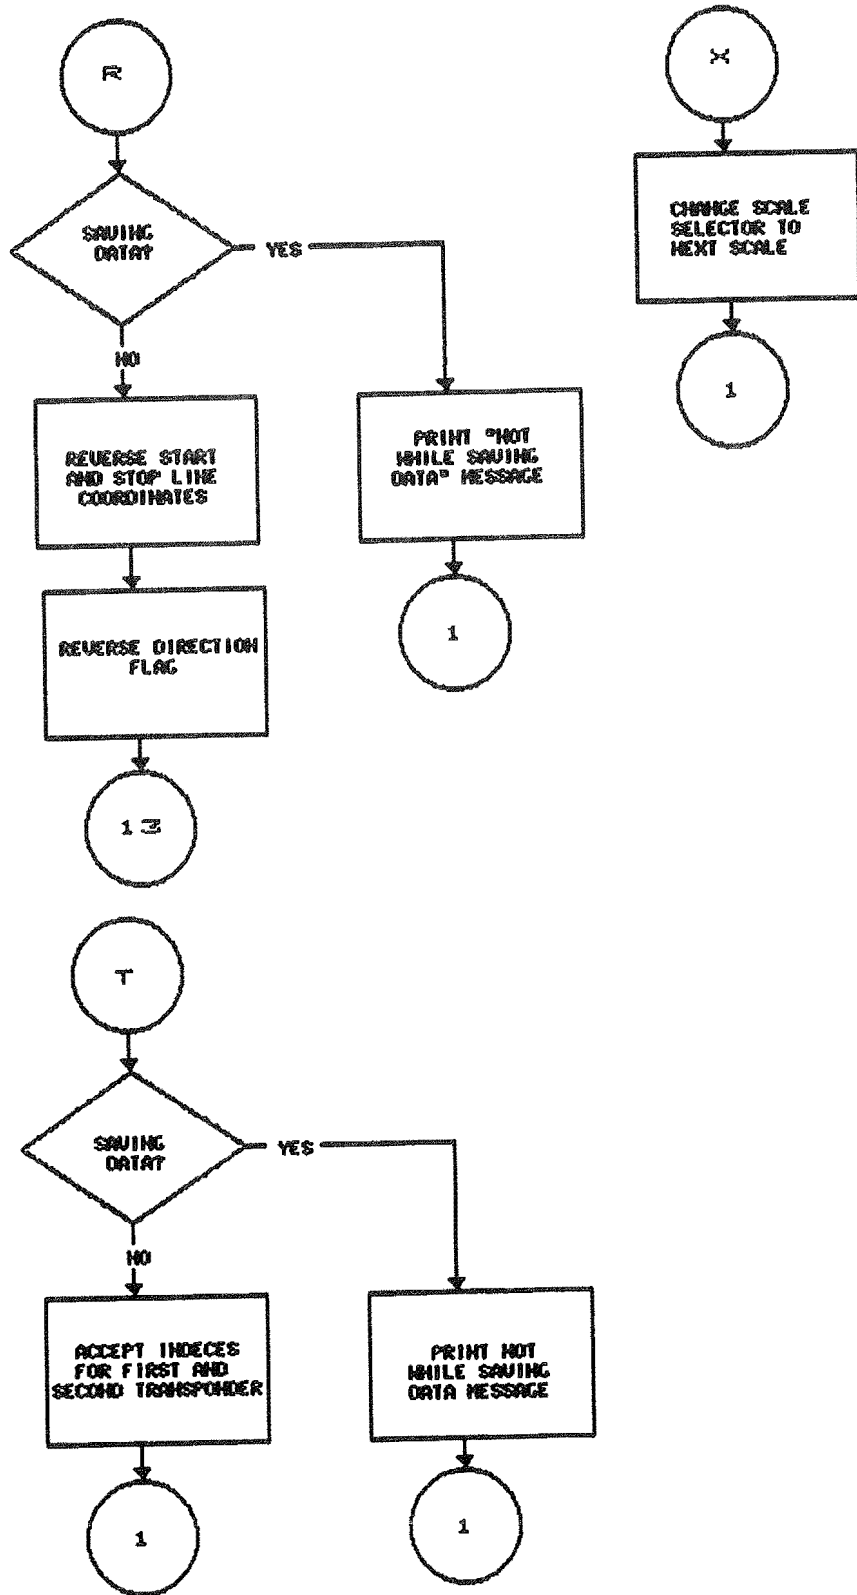 R
SAVING
DATA?
YES
NO
REVERSE START
AND STOP LINE
COORDINATES
PRINT "NOT
WHILE SAVING
DATA" MESSAGE
1
REVERSE DIRECTION
FLAG
13
X
CHANGE SCALE
SELECTOR TO
NEXT SCALE
1
T
SAVING
DATA?
YES
NO
ACCEPT INDECES
FOR FIRST AND
SECOND TRANSPONDER
1
PRINT NOT
WHILE SAVING
DATA MESSAGE
1